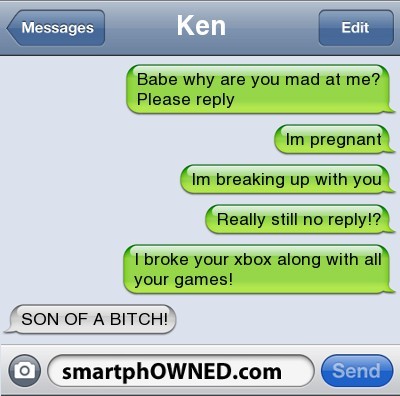 Messages
Ken
Edit
Babe why are you mad at me?
Please reply
Im pregnant
Im breaking up with you
Really still no reply!?
I broke your xbox along with all
your games!
SON OF A BITCH!
smartphOWNED.com
Send